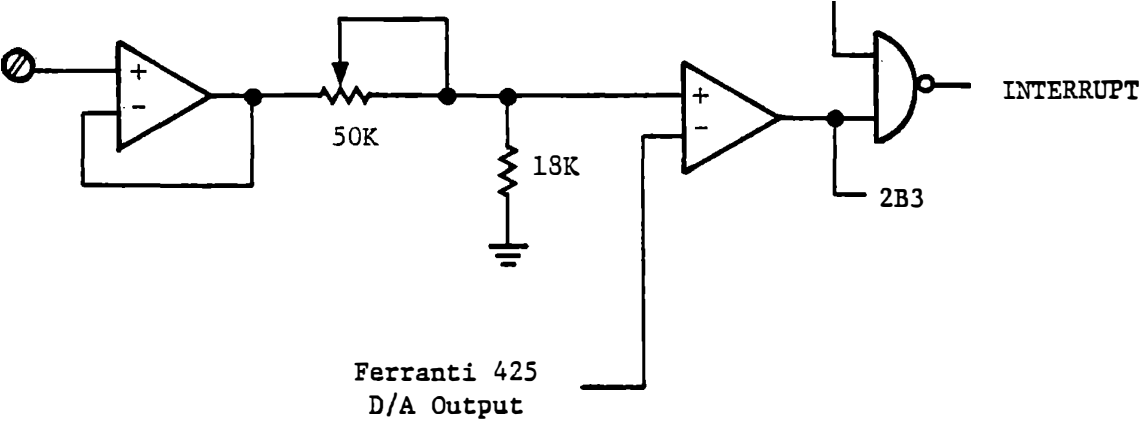 +
-
50K
18K
+
-
INTERRUPT
2B3
Ferranti 425
D/A Output